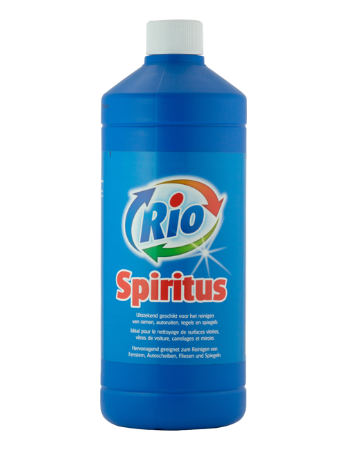 Rio
Spiritus
Uitstekend geschikt voor het reinigen
van ramen, autoruiten, tegels en spiegels
Idéal pour le nettoyage de surfaces vitrées,
vitres de voiture, carrelages et miroirs
Hervorragend geeignet zum Reinigen von
Fenstern, Autoscheiben, Fliesen und Spiegeln